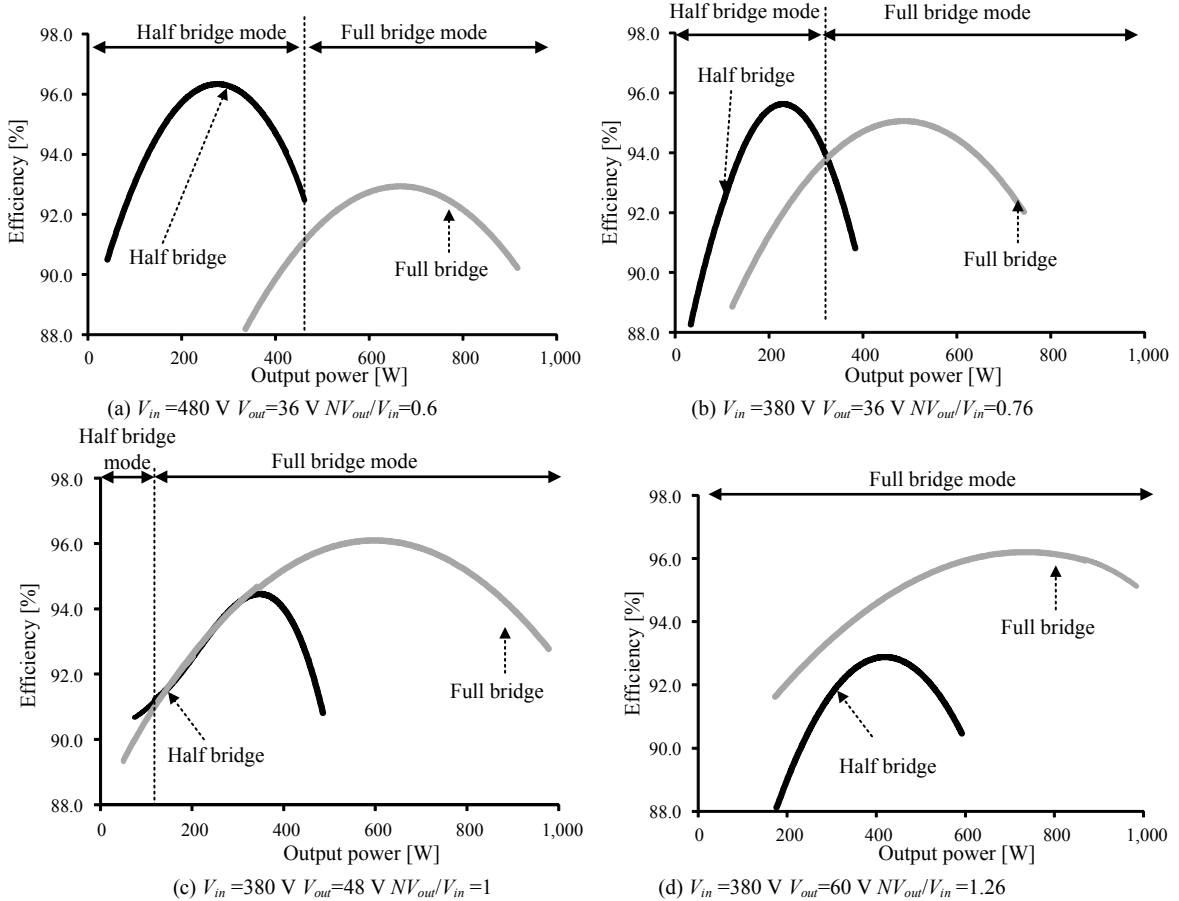 Half bridge mode Full bridge mode
98.0
96.0
94.0
92.0
90.0
88.0
Efficiency [%]
Half bridge
Full bridge
0 200 400 600 800 1,000
Output power [W]
(a) Vin =480 V Vout=36 V NVout/Vin=0.6
Half bridge mode Full bridge mode
98.0
96.0
94.0
92.0
90.0
88.0
Efficiency [%]
Half bridge
Full bridge
0 200 400 600 800 1,000
Output power [W]
(b) Vin =380 V Vout=36 V NVout/Vin=0.76
Half bridge
mode
Full bridge mode
98.0
96.0
94.0
92.0
90.0
88.0
Efficiency [%]
Half bridge
Full bridge
0 200 400 600 800 1,000
Output power [W]
(c) Vin =380 V Vout=48 V NVout/Vin =1
Full bridge mode
98.0
96.0
94.0
92.0
90.0
88.0
Efficiency [%]
Full bridge
Half bridge
0 200 400 600 800 1,000
Output power [W]
(d) Vin =380 V Vout=60 V NVout/Vin=1.26